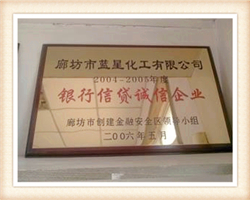 廊坊市蓝星化工有限公司
2004-2005年度
银行信贷诚信企业
廊坊市创建金融安全区领导小组
二00六年五月